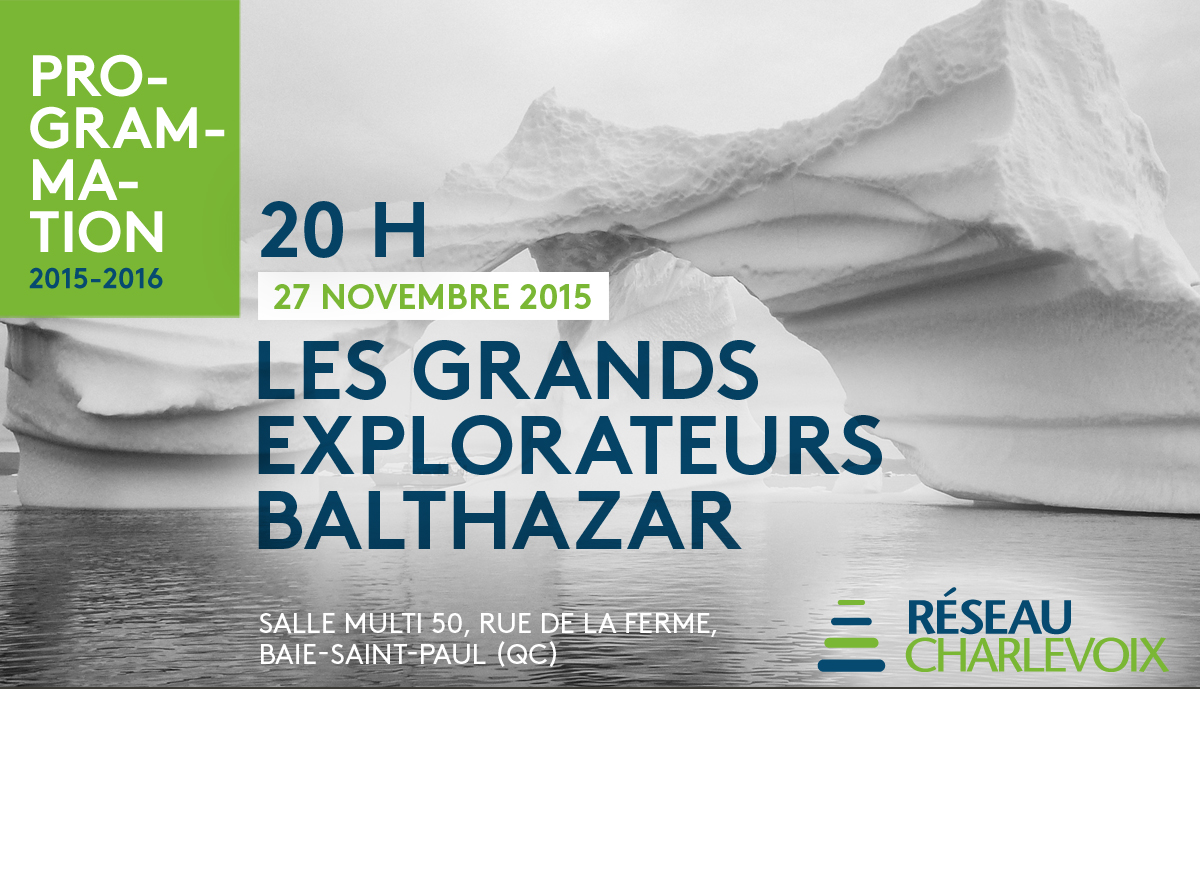 PRO-
GRAM-
MA-
TION
2015-2016
20 H
27 NOVEMBRE 2015
LES GRANDS
EXPLORATEURS
BALTHAZAR
SALLE MULTI 50, RUE DE LA FERME,
BAIE-SAINT-PAUL (QC)
RÉSEAU
CHARLEVOIX